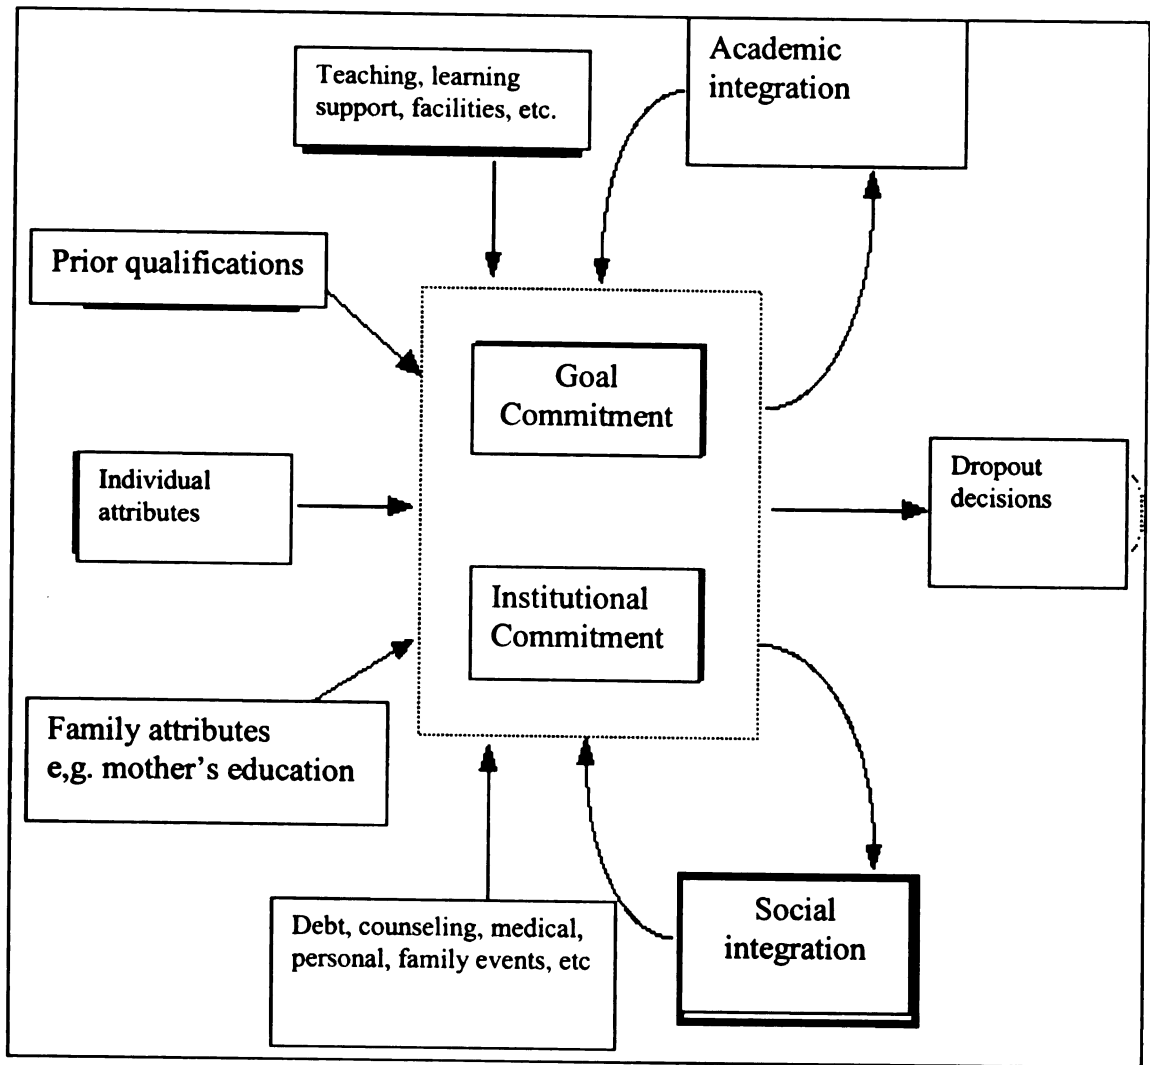 Teaching, learning
support, facilities, etc.
Academic
integration
Prior qualifications
Goal
Commitment
Individual
attributes
Dropout
decisions
Institutional
Commitment
Family attributes
e,g. mother's education
Debt, counseling, medical,
personal, family events, etc
Social
integration